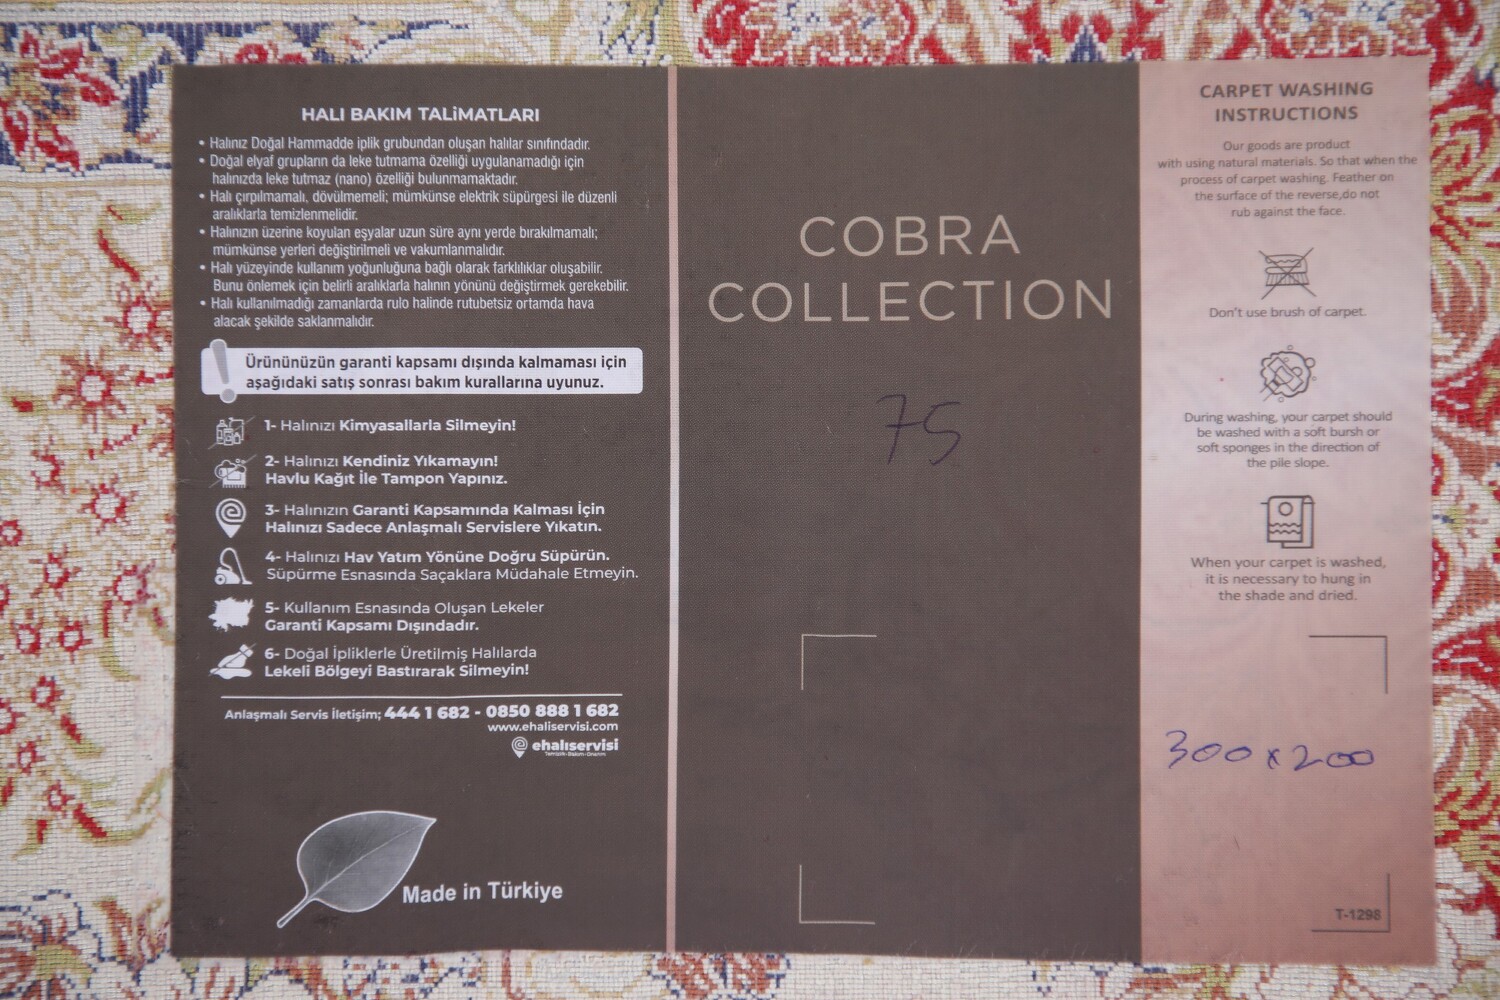 HALI BAKIM TALİMATLARI
• Halınız Doğal Hammadde iplik grubundan oluşan halılar sınıfındadır.
• Doğal elyaf grupların da leke tutmama özelliği uygulanamadığı için
halınızda leke tutmaz (nano) özelliği bulunmamaktadır.
• Halı çırpılmamalı, dövülmemeli; mümkünse elektrik süpürgesi ile düzenli
aralıklarla temizlenmelidir.
• Halınızın üzerine koyulan eşyalar uzun süre aynı yerde bırakılmamalı;
mümkünse yerleri değiştirilmeli ve vakumlanmalıdır.
• Halı yüzeyinde kullanım yoğunluğuna bağlı olarak farklılıklar oluşabilir.
Bunu önlemek için belirli aralıklarla halının yönünü değiştirmek gerekebilir.
• Halı kullanılmadığı zamanlarda rulo halinde rutubetsiz ortamda hava
alacak şekilde saklanmalıdır.
Ürününüzün garanti kapsamı dışında kalmaması için
aşağıdaki satış sonrası bakım kurallarına uyunuz.
1- Halınızı Kimyasallarla Silmeyin!
2- Halınızı Kendiniz Yıkamayın!
Havlu Kağıt İle Tampon Yapınız.
3- Halınızın Garanti Kapsamında Kalması İçin
Halınızı Sadece Anlaşmalı Servislere Yıkatın.
4- Halınızı Hav Yatım Yönüne Doğru Süpürün.
Süpürme Esnasında Saçaklara Müdahale Etmeyin.
5- Kullanım Esnasında Oluşan Lekeler
Garanti Kapsamı Dışındadır.
6- Doğal İpliklerle Üretilmiş Halılarda
Lekeli Bölgeyi Bastırarak Silmeyin!
Anlaşmalı Servis İletişim; 444 1 682 - 0850 888 1 682
www.ehaliservisi.com
ehalıservisi
Temizlik-Bakım-Onarım
Made in Türkiye
COBRA
COLLECTION
75
CARPET WASHING
INSTRUCTIONS
Our goods are product
with using natural materials. So that when the
process of carpet washing. Feather on
the surface of the reverse,do not
rub against the face.
Don't use brush of carpet.
During washing, your carpet should
be washed with a soft bursh or
soft sponges in the direction of
the pile slope.
When your carpet is washed,
it is necessary to hung in
the shade and dried.
300x200
T-1298